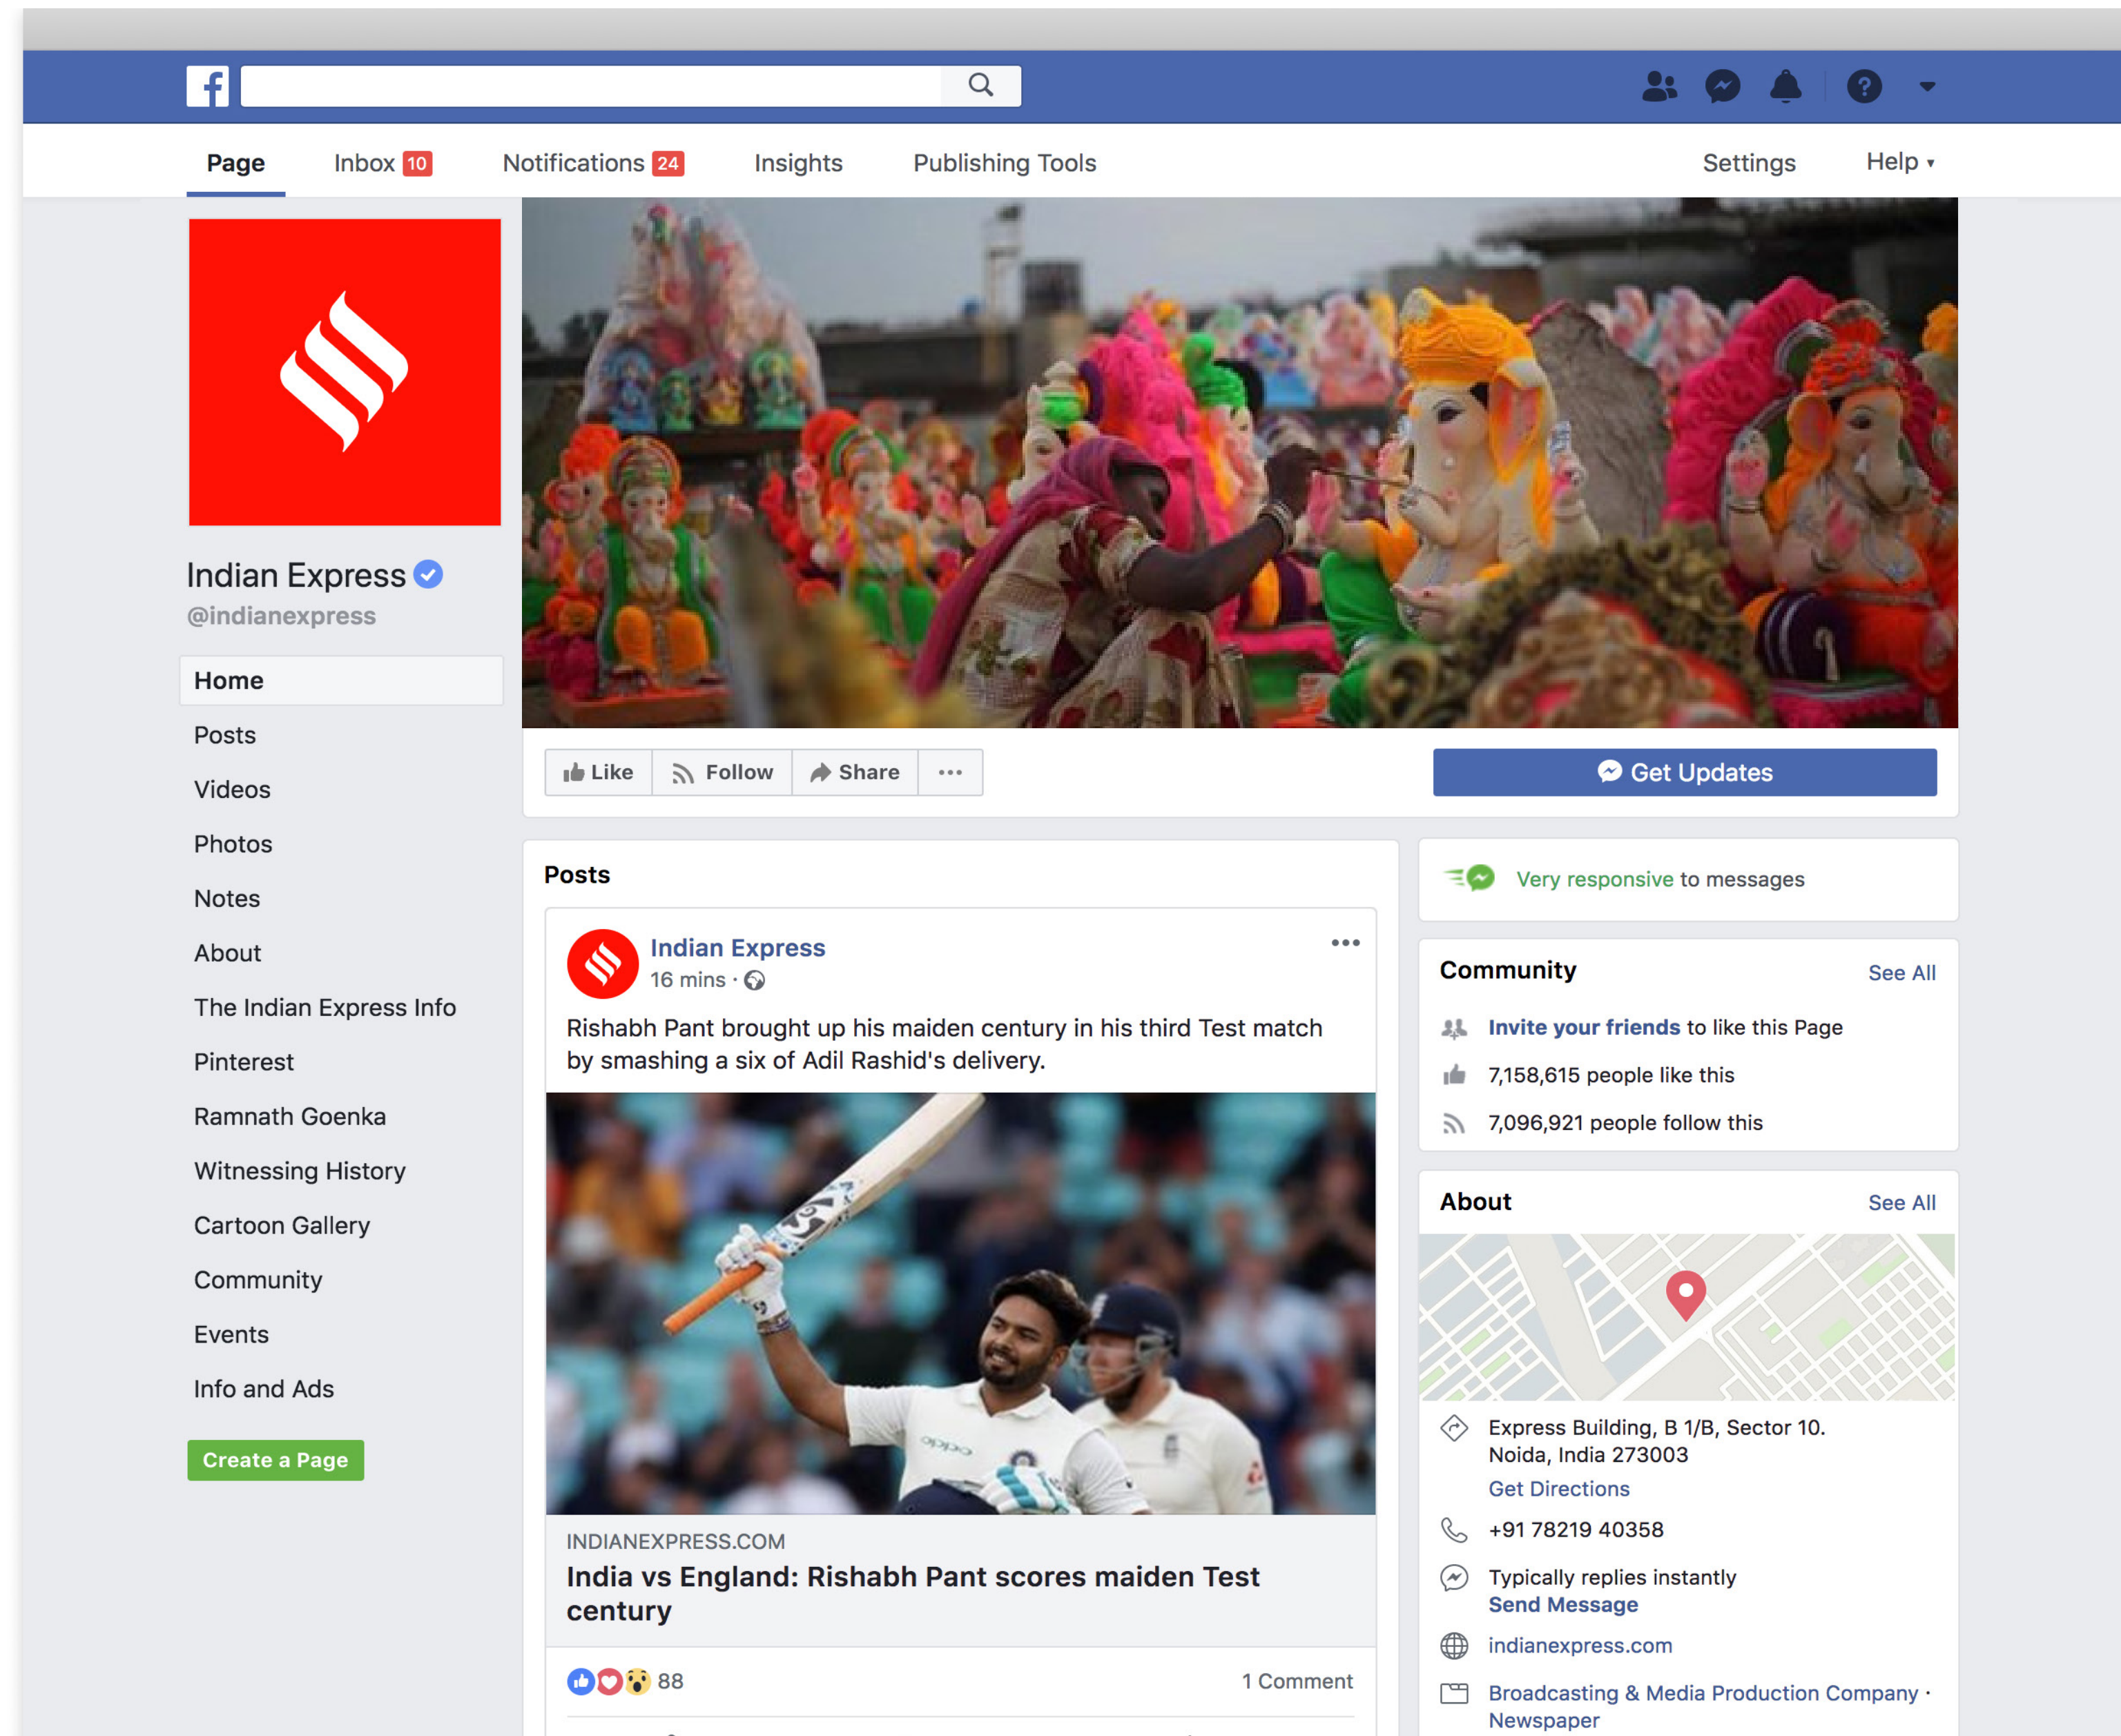 f
Page
Inbox 10
Notifications 24
Insights
Publishing Tools
Settings
Help
Indian Express
@indianexpress
Home
Posts
Videos
Photos
Notes
About
The Indian Express Info
Pinterest
Ramnath Goenka
Witnessing History
Cartoon Gallery
Community
Events
Info and Ads
Create a Page
Like
Follow
Share
Get Updates
Posts
Indian Express
16 mins ·
Rishabh Pant brought up his maiden century in his third Test match
by smashing a six of Adil Rashid's delivery.
oppo
INDIANEXPRESS.COM
India vs England: Rishabh Pant scores maiden Test
century
88
1 Comment
Very responsive to messages
Community
See All
Invite your friends to like this Page
7,158,615 people like this
7,096,921 people follow this
About
See All
Express Building, B 1/B, Sector 10.
Noida, India 273003
Get Directions
+91 78219 40358
Typically replies instantly
Send Message
indianexpress.com
Broadcasting & Media Production Company ·
Newspaper